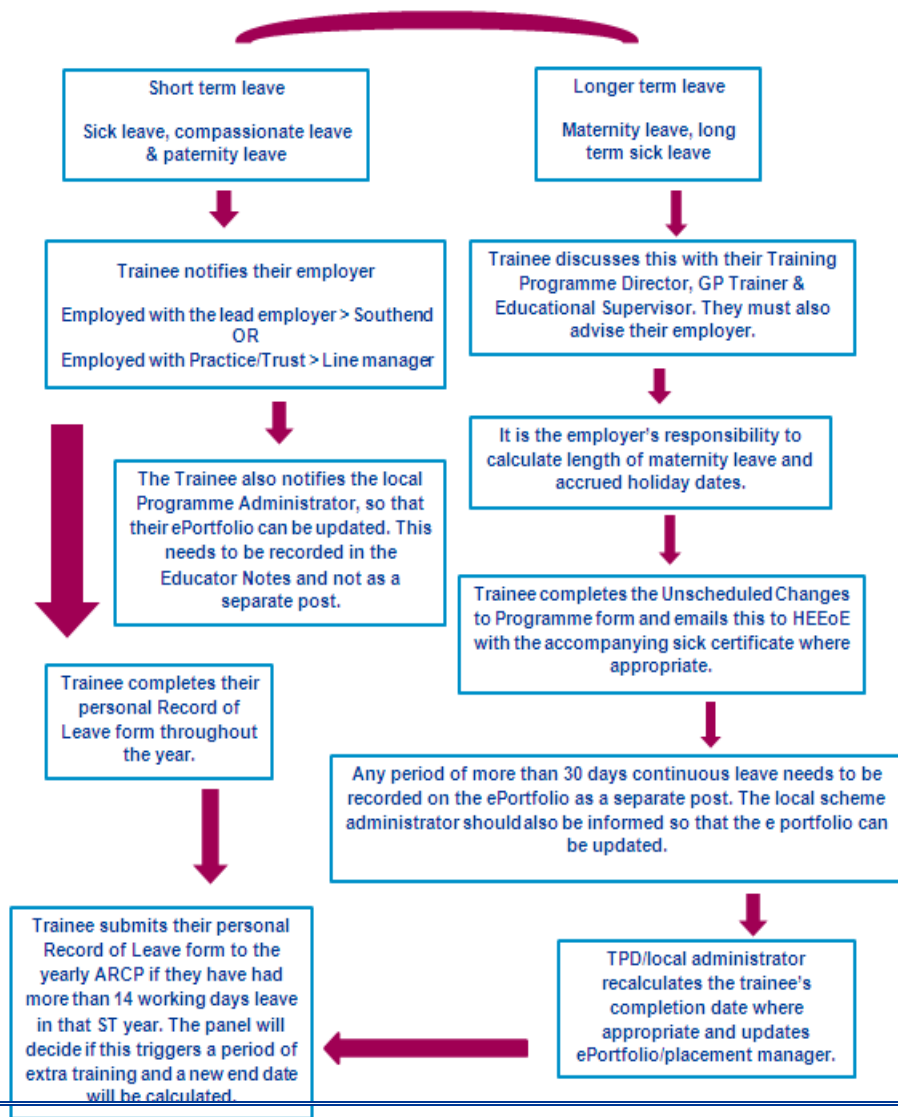 Short term leave
Sick leave, compassionate leave
& paternity leave
Longer term leave
Maternity leave, long
term sick leave
Trainee notifies their employer
Employed with the lead employer > Southend
OR
Employed with Practice/Trust > Line manager
Trainee discusses this with their Training
Programme Director, GP Trainer &
Educational Supervisor. They must also
advise their employer.
The Trainee also notifies the local
Programme Administrator, so that
their ePortfolio can be updated. This
needs to be recorded in the
Educator Notes and not as a
separate post.
It is the employer's responsibility to
calculate length of maternity leave and
accrued holiday dates.
Trainee completes the Unscheduled Changes
to Programme form and emails this to HEEoE
with the accompanying sick certificate where
appropriate.
Trainee completes their
personal Record of
Leave form throughout
the year.
Any period of more than 30 days continuous leave needs to be
recorded on the ePortfolio as a separate post. The local scheme
administrator should also be informed so that the e portfolio can
be updated.
Trainee submits their personal
Record of Leave form to the
yearly ARCP if they have had
more than 14 working days leave
in that ST year. The panel will
decide if this triggers a period of
extra training and a new end date
will be calculated.
TPD/local administrator
recalculates the trainee's
completion date where
appropriate and updates
ePortfolio/placement manager.